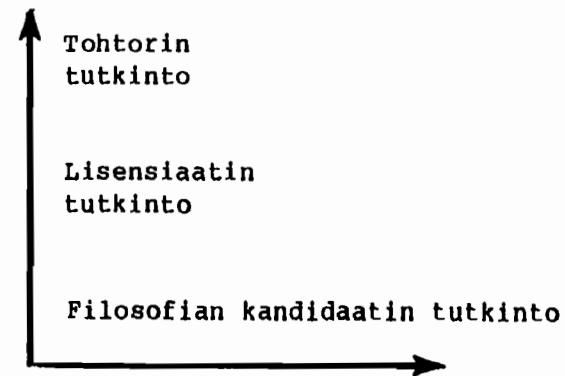 Tohtorin
tutkinto
Lisensiaatin
tutkinto
Filosofian kandidaatin tutkinto